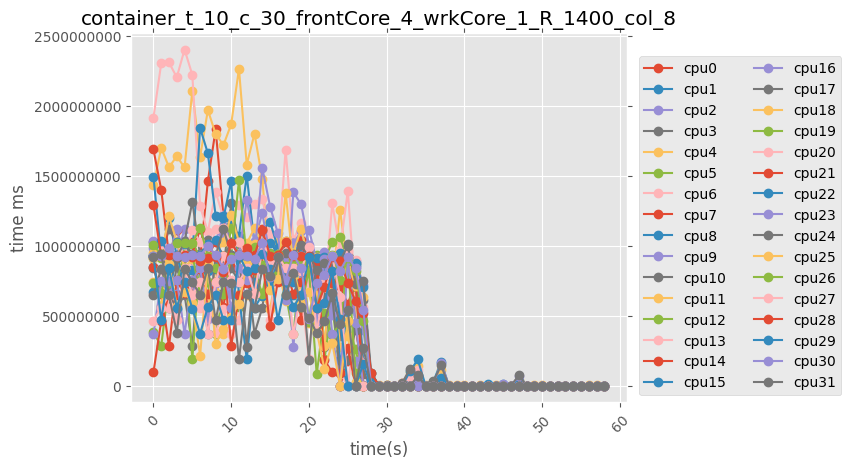 container_t_10_c_30_frontCore_4_wrkCore_1_R_1400_col_8
2500000000
2000000000
1500000000
1000000000
500000000
0
time ms
0
10
20
30
40
50
60
time(s)
cpu0
cpu1
cpu2
cpu3
cpu4
cpu5
cpu6
cpu7
cpu8
cpu9
cpu10
cpu11
cpu12
cpu13
cpu14
cpu15
cpu16
cpu17
cpu18
cpu19
cpu20
cpu21
cpu22
cpu23
cpu24
cpu25
cpu26
cpu27
cpu28
cpu29
cpu30
cpu31